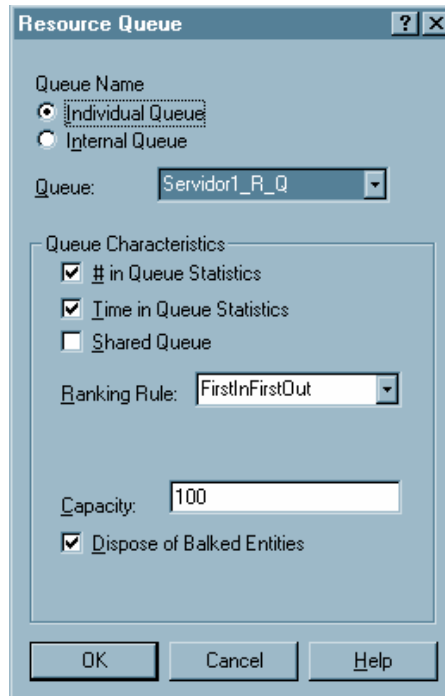 Resource Queue
Queue Name
Individual Queue
Internal Queue
Queue: Servidor1_R_Q
Queue Characteristics
# in Queue Statistics
Time in Queue Statistics
Shared Queue
Ranking Rule: FirstInFirstOut
Capacity: 100
Dispose of Balked Entities
OK Cancel Help